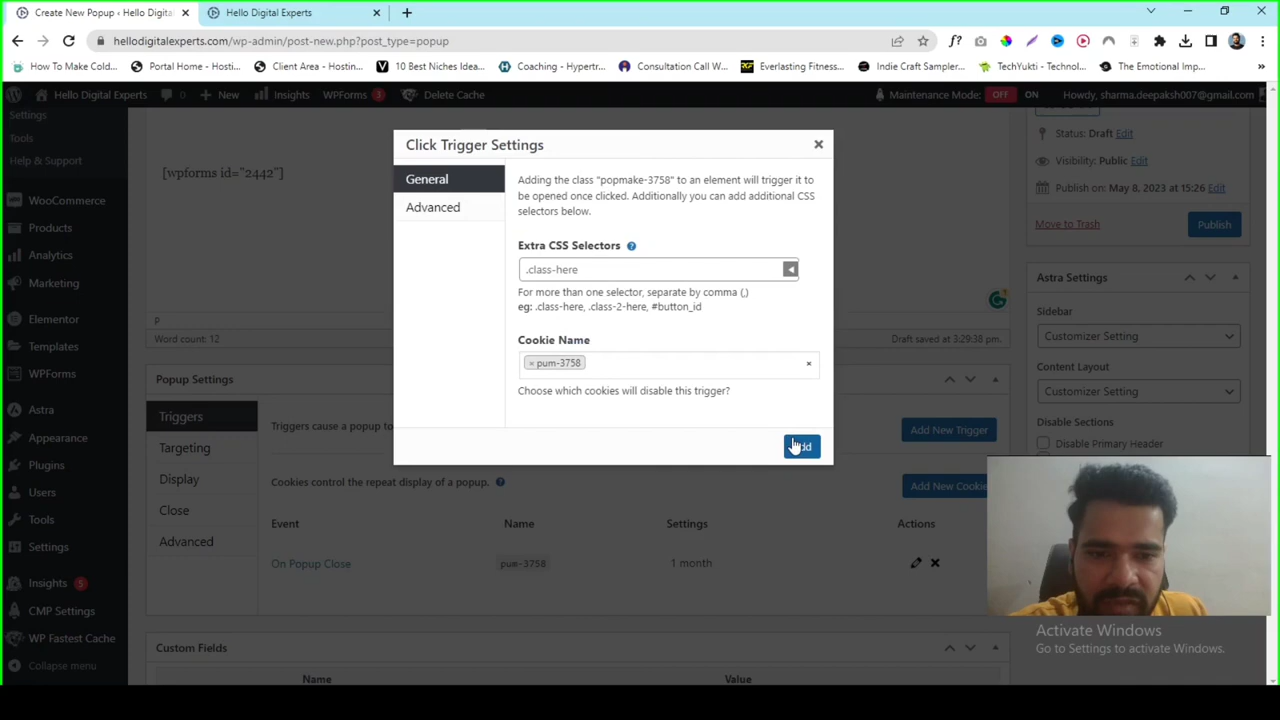 Create New Popup ‹ Hello Digital
Hello Digital Experts
hellodigitalexperts.com/wp-admin/post-new.php?post_type=popup
How To Make Cold...
Portal Home - Hosti...
Client Area - Hostin...
10 Best Niches Idea...
Coaching - Hypertr...
Consultation Call W...
Everlasting Fitness...
Indie Craft Sampler...
TechYukti - Technol...
The Emotional Imp...
Hello Digital Experts
New
Insights
WPForms 3
Delete Cache
Maintenance Mode: OFF ON
Howdy, sharma.deepaksh007@gmail.com
Settings
Tools
Help & Support
WooCommerce
Products
Analytics
Marketing
Elementor
Templates
WPForms
Astra
Appearance
Plugins
Users
Tools
Settings
Insights 5
CMP Settings
WP Fastest Cache
Collapse menu
[wpforms id="2442"]
P
Word count: 12
Draft saved at 3:29:38 pm.
Click Trigger Settings
General
Advanced
Adding the class "popmake-3758" to an element will trigger it to
be opened once clicked. Additionally you can add additional CSS
selectors below.
Extra CSS Selectors
.class-here
For more than one selector, separate by comma (,)
eg: .class-here, .class-2-here, #button_id
Cookie Name
× pum-3758
Choose which cookies will disable this trigger?
Popup Settings
Triggers
Targeting
Display
Close
Advanced
Triggers cause a popup to
Add New Trigger
Cookies control the repeat display of a popup.
Add New Cookie
Event Name Settings Actions
On Popup Close pum-3758 1 month
Custom Fields
Name Value
Status: Draft Edit
Visibility: Public Edit
Publish on: May 8, 2023 at 15:26 Edit
Move to Trash
Publish
Astra Settings
Sidebar
Customizer Setting
Content Layout
Customizer Setting
Disable Sections
Disable Primary Header
Activate Windows
Go to Settings to activate Windows.